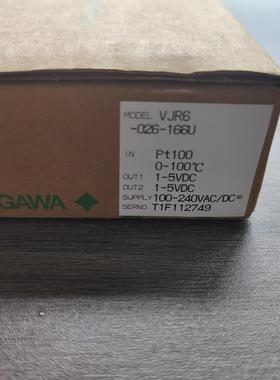 MODEL VJR6
-026-166U
IN Pt100
0-100℃
OUT1 1-5VDC
OUT2 1-5VDC
SUPPLY 100-240VAC/DC
SERNO T1F112749
GAWA